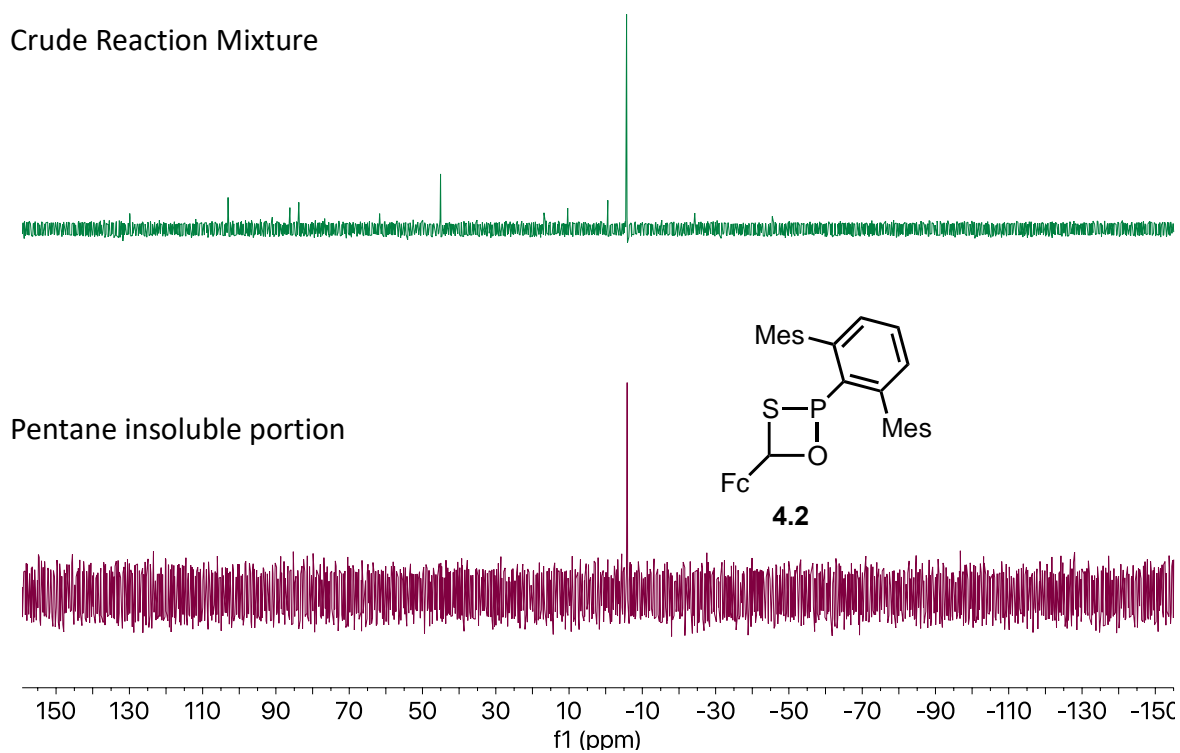 Crude Reaction Mixture
Mes
S
P
Mes
O
Pentane insoluble portion
Fc
4.2
150 130 110 90 70 50 30 10 -10 -30 -50 -70 -90 -110 -130 -150
f1 (ppm)